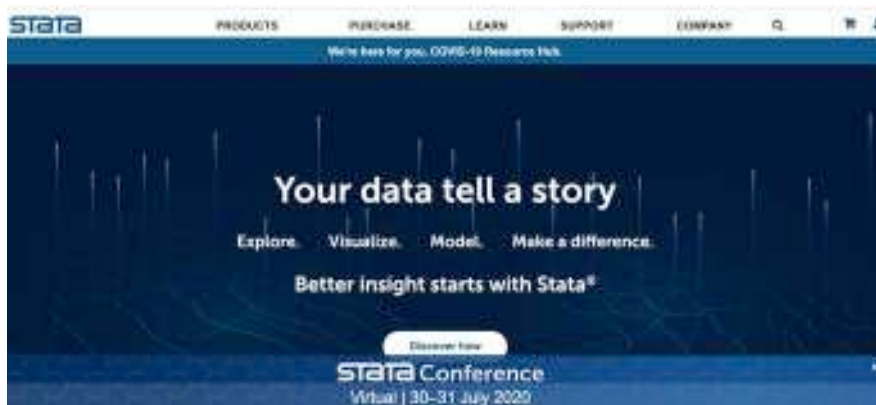 stata PRODUCTS PURCHASE LEARN SUPPORT COMPANY
We're here for you. COVID-19 Resource Hub.
Your data tell a story
Explore. Visualize. Model. Make a difference.
Better insight starts with Stata®
Discover how
stata Conference
Virtual | 30–31 July 2020